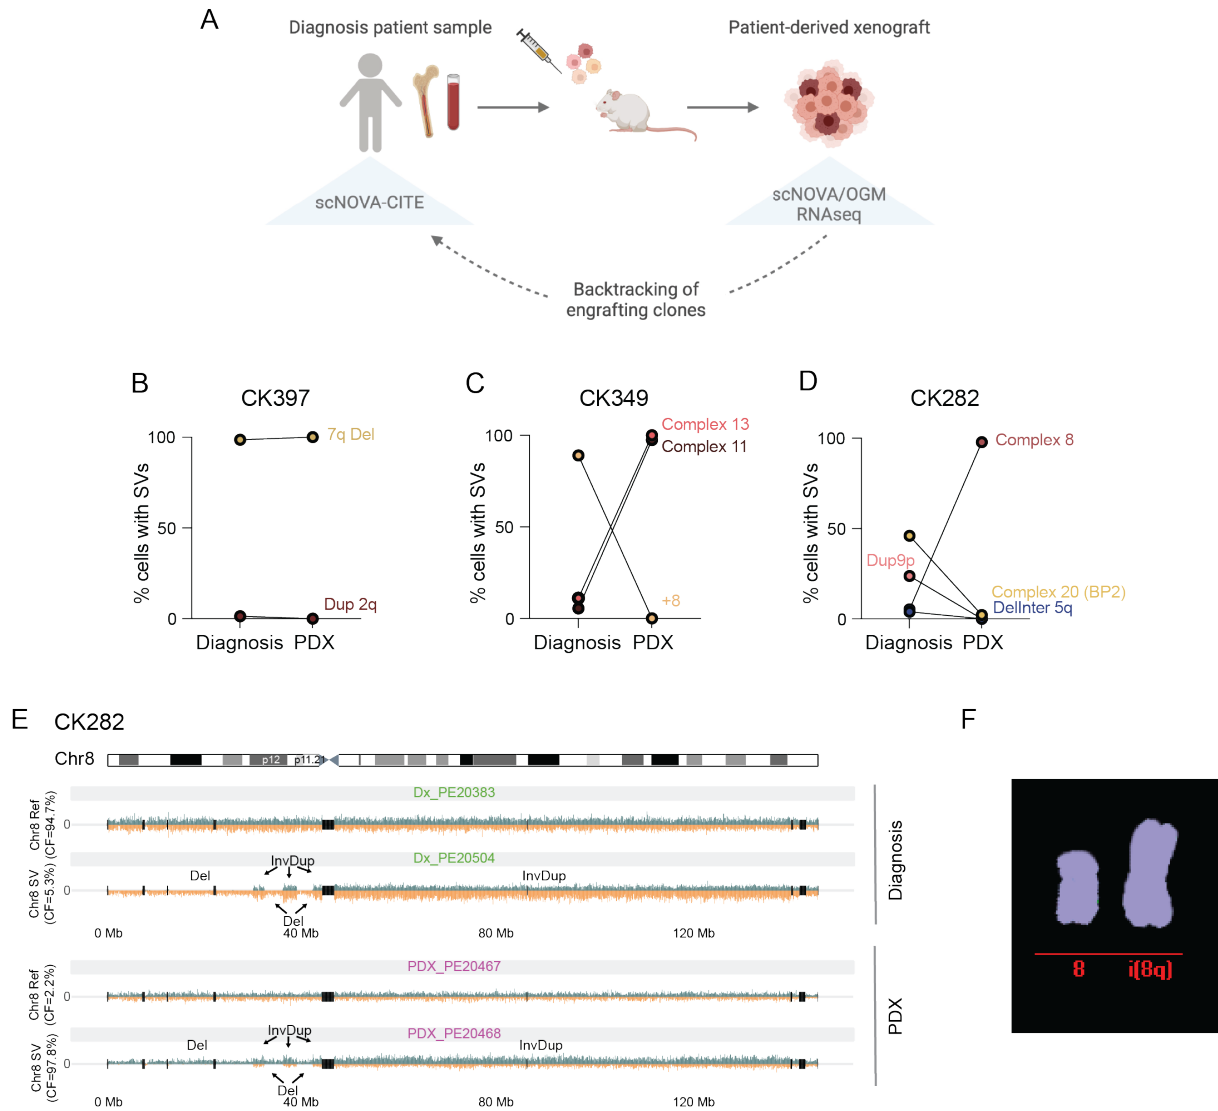 A
Diagnosis patient sample
Patient-derived xenograft
scNOVA-CITE
scNOVA/OGM
RNAseq
Backtracking of
engrafting clones
B
CK397
% cells with SVs
100
50
0
7q Del
Dup 2q
Diagnosis PDX
C
CK349
% cells with SVs
100
50
0
Complex 13
Complex 11
+8
Diagnosis PDX
D
CK282
% cells with SVs
100
50
0
Complex 8
Dup9p
Complex 20 (BP2)
DelInter 5q
Diagnosis PDX
E
CK282
Chr8
p12
p11.21
Chr8 Ref
(CF=94.7%)
0
Dx_PE20383
Chr8 SV
(CF=5.3%)
0
Dx_PE20504
Del
InvDup
InvDup
Del
0 Mb
40 Mb
80 Mb
120 Mb
Diagnosis
Chr8 Ref
(CF=2.2%)
0
PDX_PE20467
Chr8 SV
(CF=97.8%)
0
PDX_PE20468
Del
InvDup
InvDup
Del
0 Mb
40 Mb
80 Mb
120 Mb
PDX
F
8
i(8q)